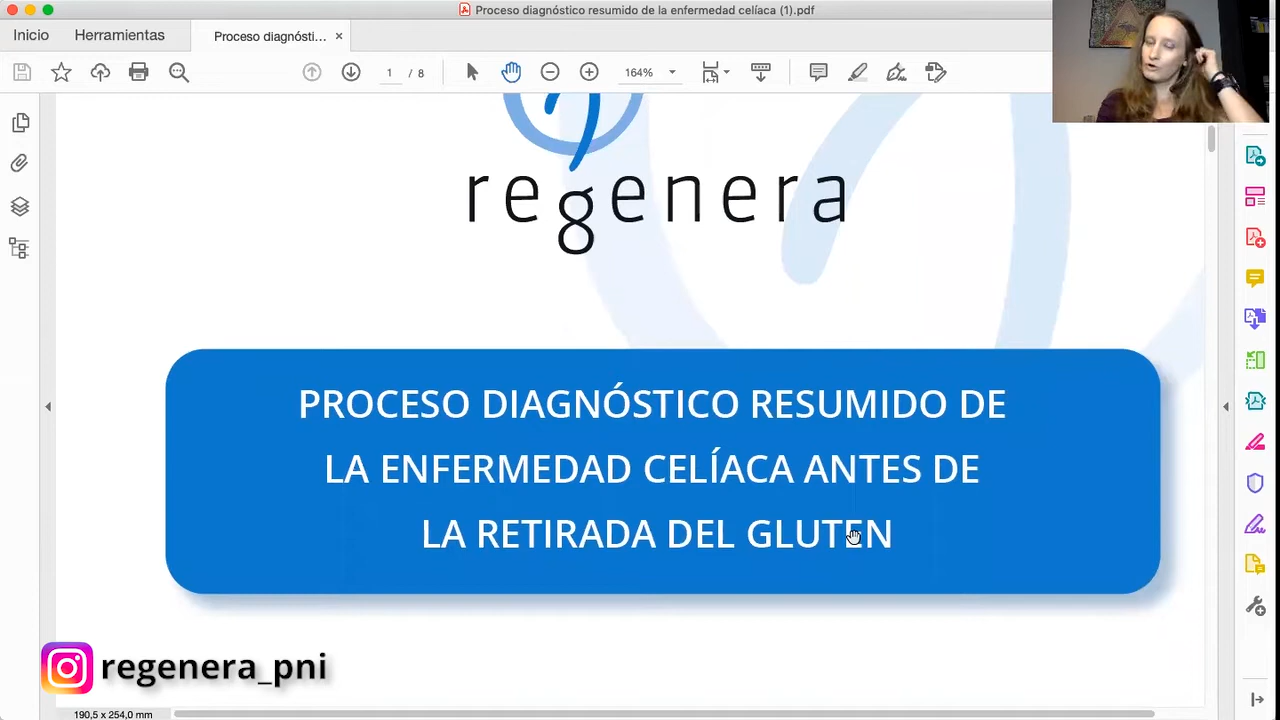 Proceso diagnóstico resumido de la enfermedad celíaca (1).pdf
Inicio
Herramientas
Proceso diagnósti...
1 / 8
164%
regenera
PROCESO DIAGNÓSTICO RESUMIDO DE
LA ENFERMEDAD CELÍACA ANTES DE
LA RETIRADA DEL GLUTEN
regenera_pni
190,5 x 254,0 mm